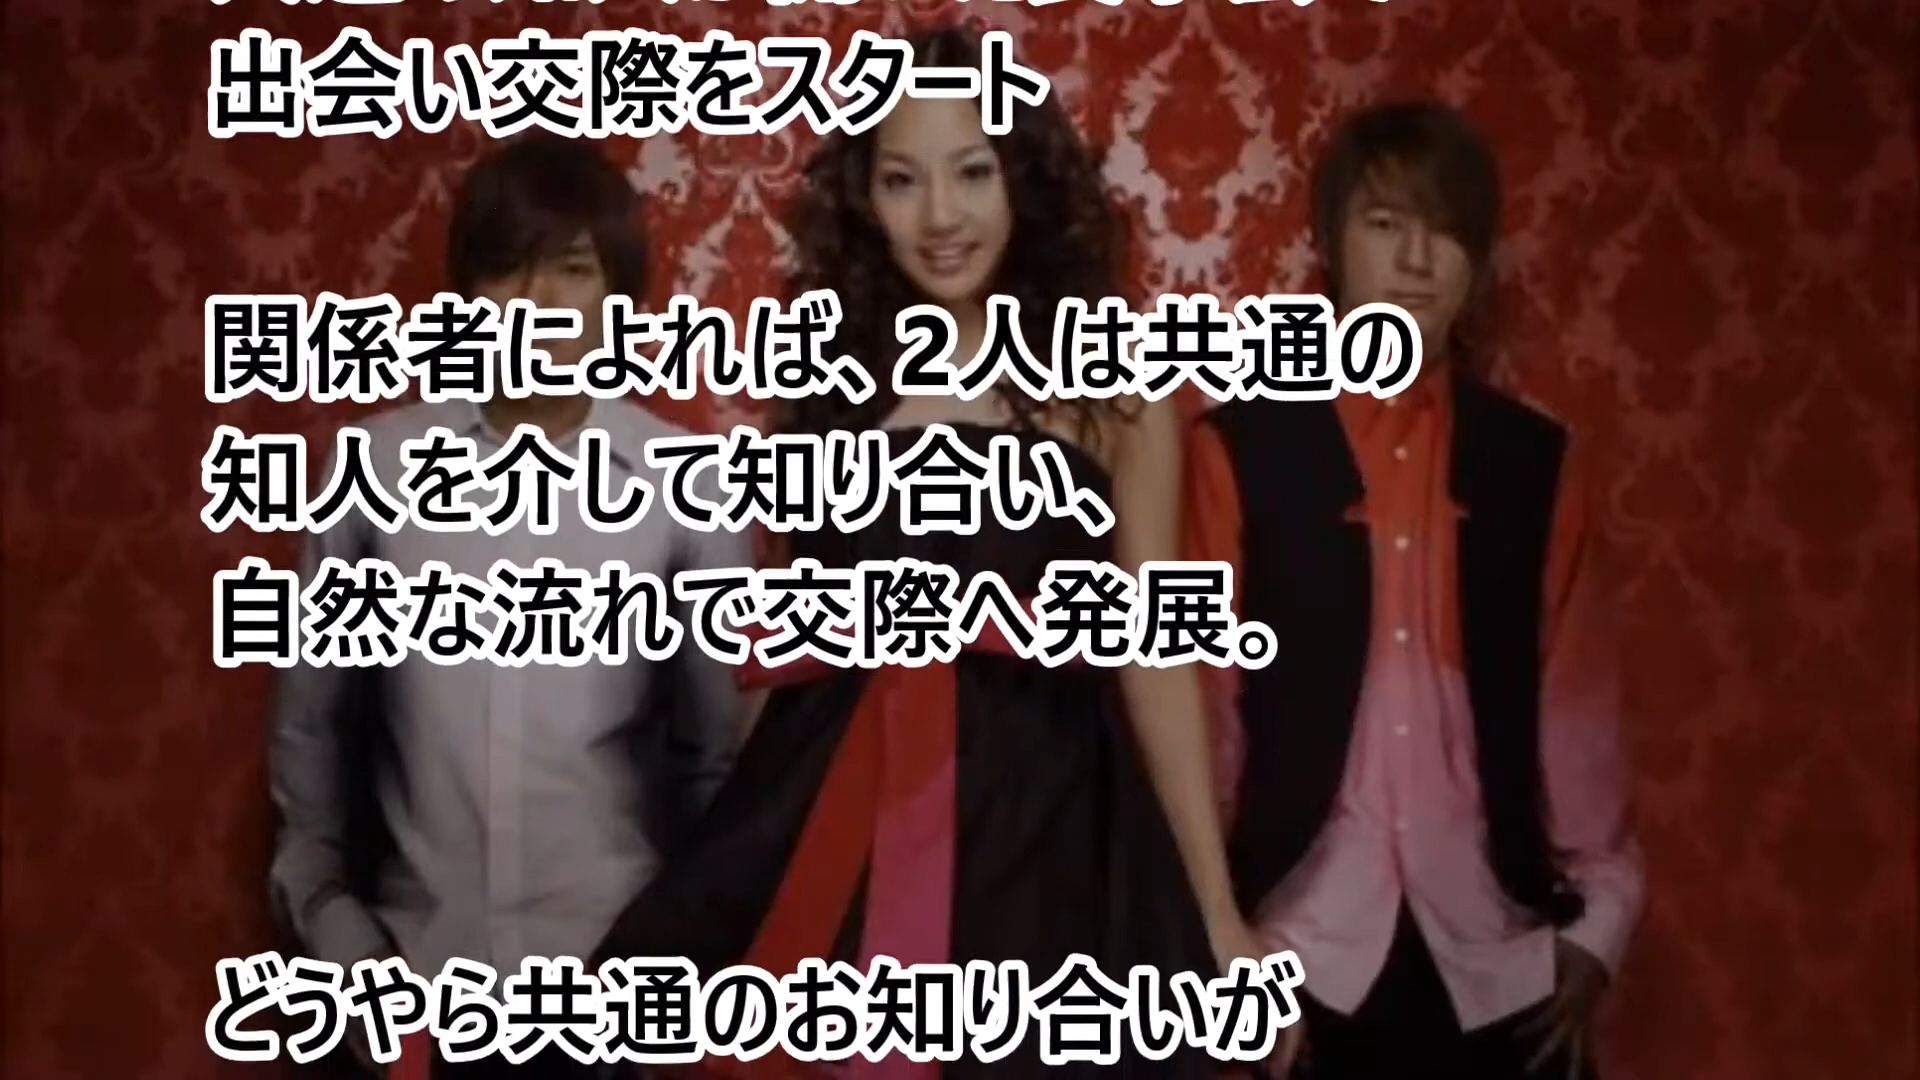 出会い交際をスタート
関係者によれば、2人は共通の
知人を介して知り合い、
自然な流れで交際へ発展。
どうやら共通のお知り合いが